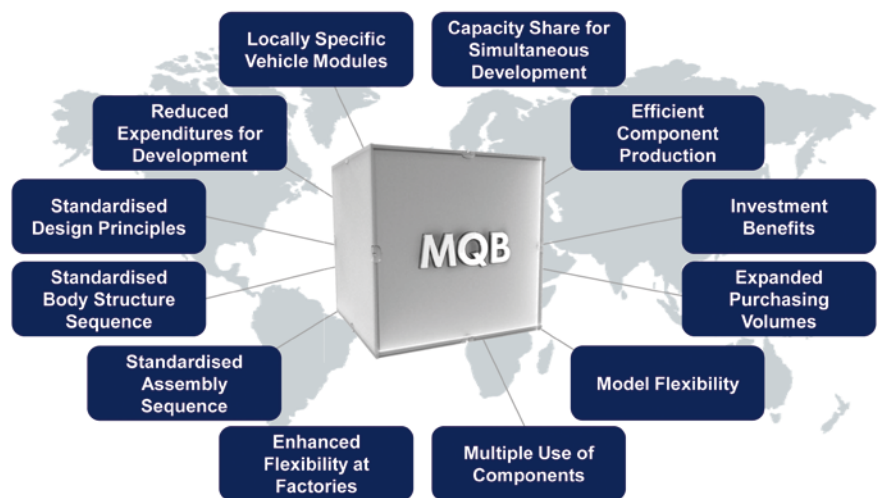 Locally Specific
Vehicle Modules
Capacity Share for
Simultaneous
Development
Reduced
Expenditures for
Development
Efficient
Component
Production
Standardised
Design Principles
Investment
Benefits
Standardised
Body Structure
Sequence
Expanded
Purchasing
Volumes
Standardised
Assembly
Sequence
Model Flexibility
Enhanced
Flexibility at
Factories
Multiple Use of
Components
MQB